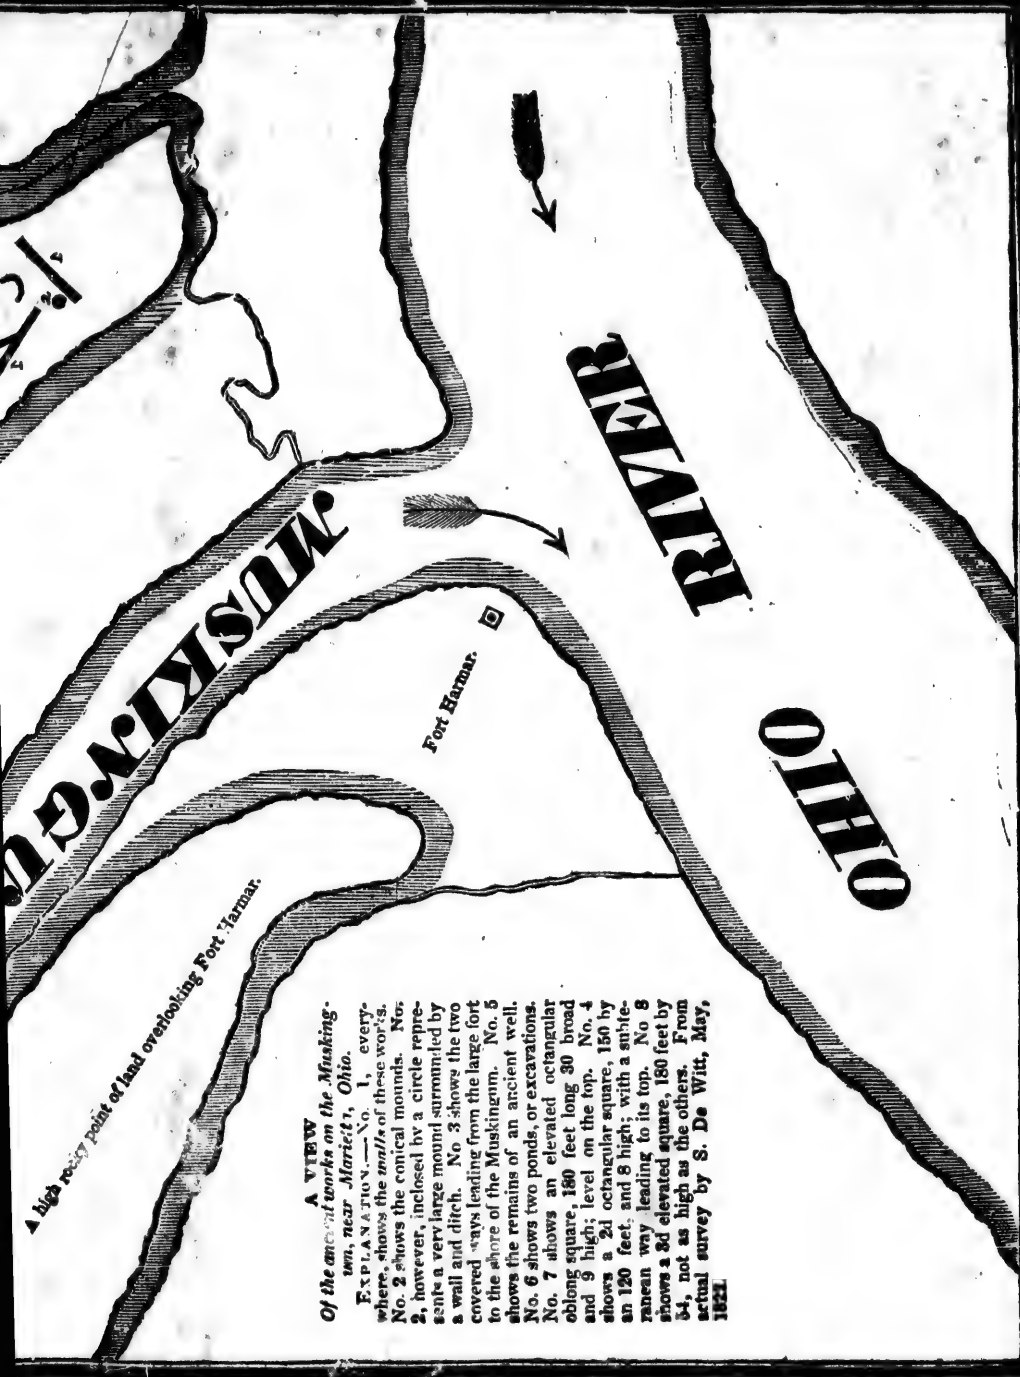 MUSKINGU
OHIO RIVER
Fort Harmar.
A high rocky point of land overlooking Fort Harmar.
A VIEW
Of the ancient works on the Musking-
um, near Marietta, Ohio.
EXPLANATION.—No. 1, every-
where, shows the walls of these works.
No. 2 shows the conical mounds. No.
2, however, inclosed by a circle repre-
sents a very large mound surrounded by
a wall and ditch. No 3 shows the two
covered ways leading from the large fort
to the shore of the Muskingum. No. 5
shows the remains of an ancient well.
No. 6 shows two ponds, or excavations.
No. 7 shows an elevated octangular
oblong square, 180 feet long 30 broad
and 9 high; level on the top. No. 4
shows a 2d octangular square, 150 by
an 120 feet, and 8 high; with a subte-
ranean way leading to its top. No 8
shows a 3d elevated square, 180 feet by
54, not as high as the others. From
actual survey by S. De Witt, May,
1821.
2
4
4